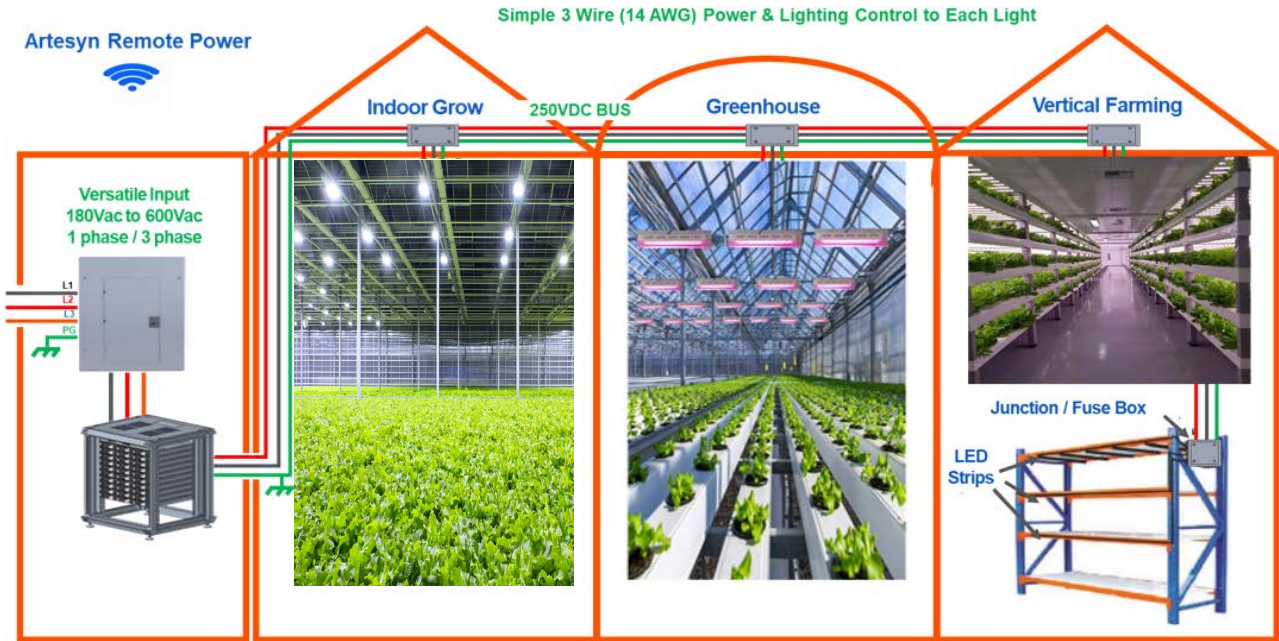 Simple 3 Wire (14 AWG) Power & Lighting Control to Each Light
Artesyn Remote Power
Indoor Grow
250VDC BUS
Greenhouse
Vertical Farming
Versatile Input
180Vac to 600Vac
1 phase / 3 phase
L1
L2
L3
PG
Junction / Fuse Box
LED
Strips